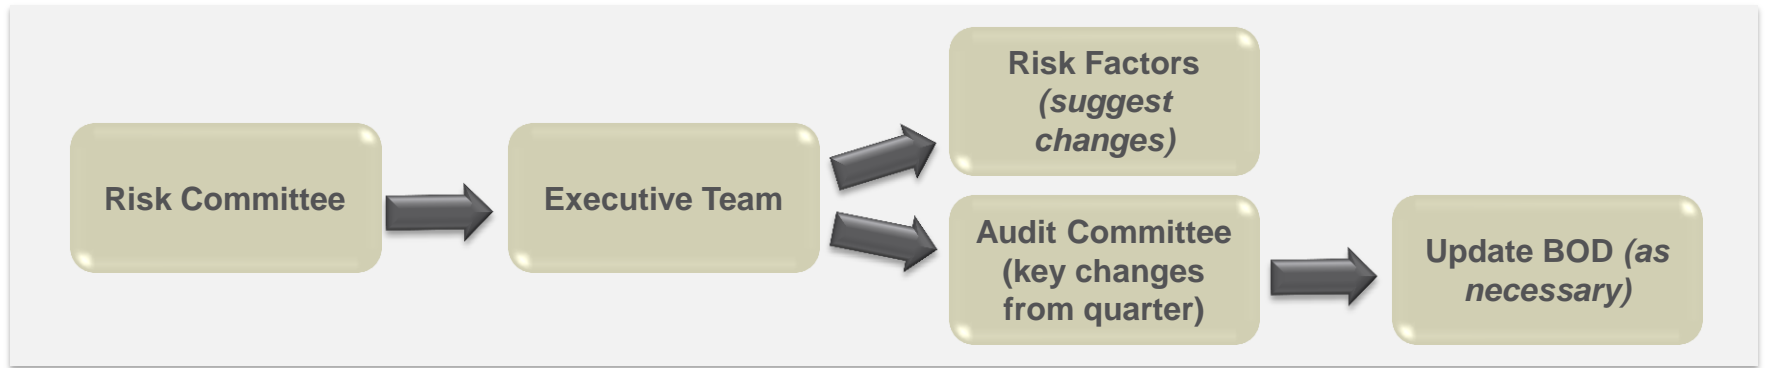 Risk Committee
Executive Team
Risk Factors
(suggest
changes)
Audit Committee
(key changes
from quarter)
Update BOD (as
necessary)